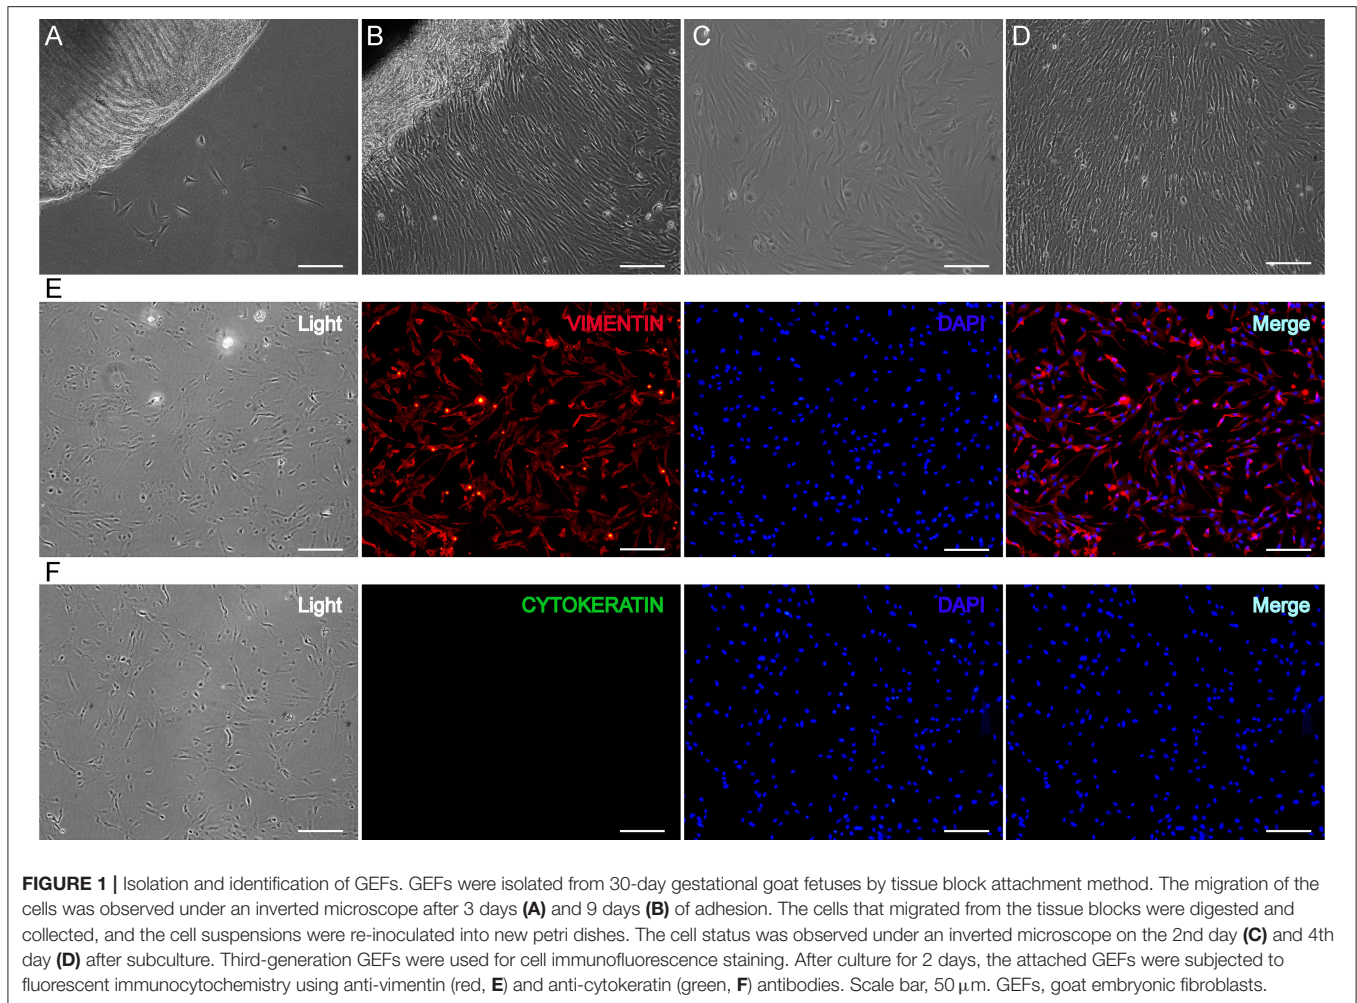 A
B
C
D
E
Light
VIMENTIN
DAPI
Merge
F
Light
CYTOKERATIN
DAPI
Merge
FIGURE 1 | Isolation and identification of GEFs. GEFs were isolated from 30-day gestational goat fetuses by tissue block attachment method. The migration of the
cells was observed under an inverted microscope after 3 days (A) and 9 days (B) of adhesion. The cells that migrated from the tissue blocks were digested and
collected, and the cell suspensions were re-inoculated into new petri dishes. The cell status was observed under an inverted microscope on the 2nd day (C) and 4th
day (D) after subculture. Third-generation GEFs were used for cell immunofluorescence staining. After culture for 2 days, the attached GEFs were subjected to
fluorescent immunocytochemistry using anti-vimentin (red, E) and anti-cytokeratin (green, F) antibodies. Scale bar, 50 μm. GEFs, goat embryonic fibroblasts.